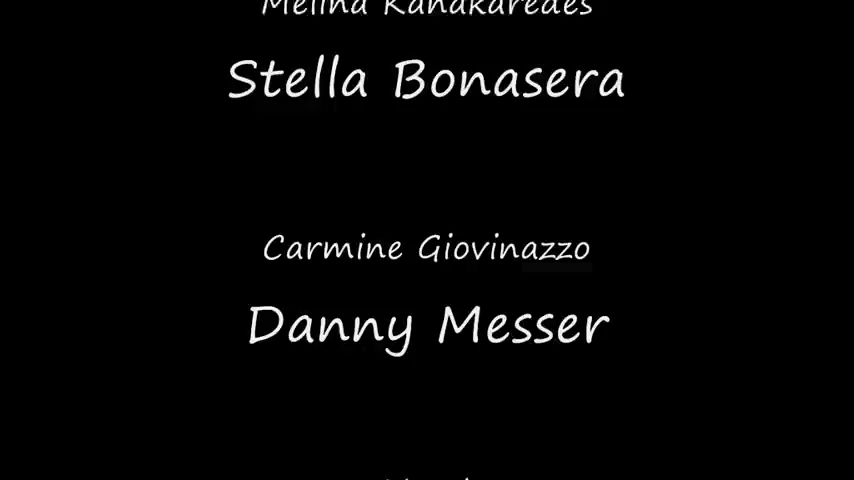 Melina Kanakaredes
Stella Bonasera
Carmine Giovinazzo
Danny Messer